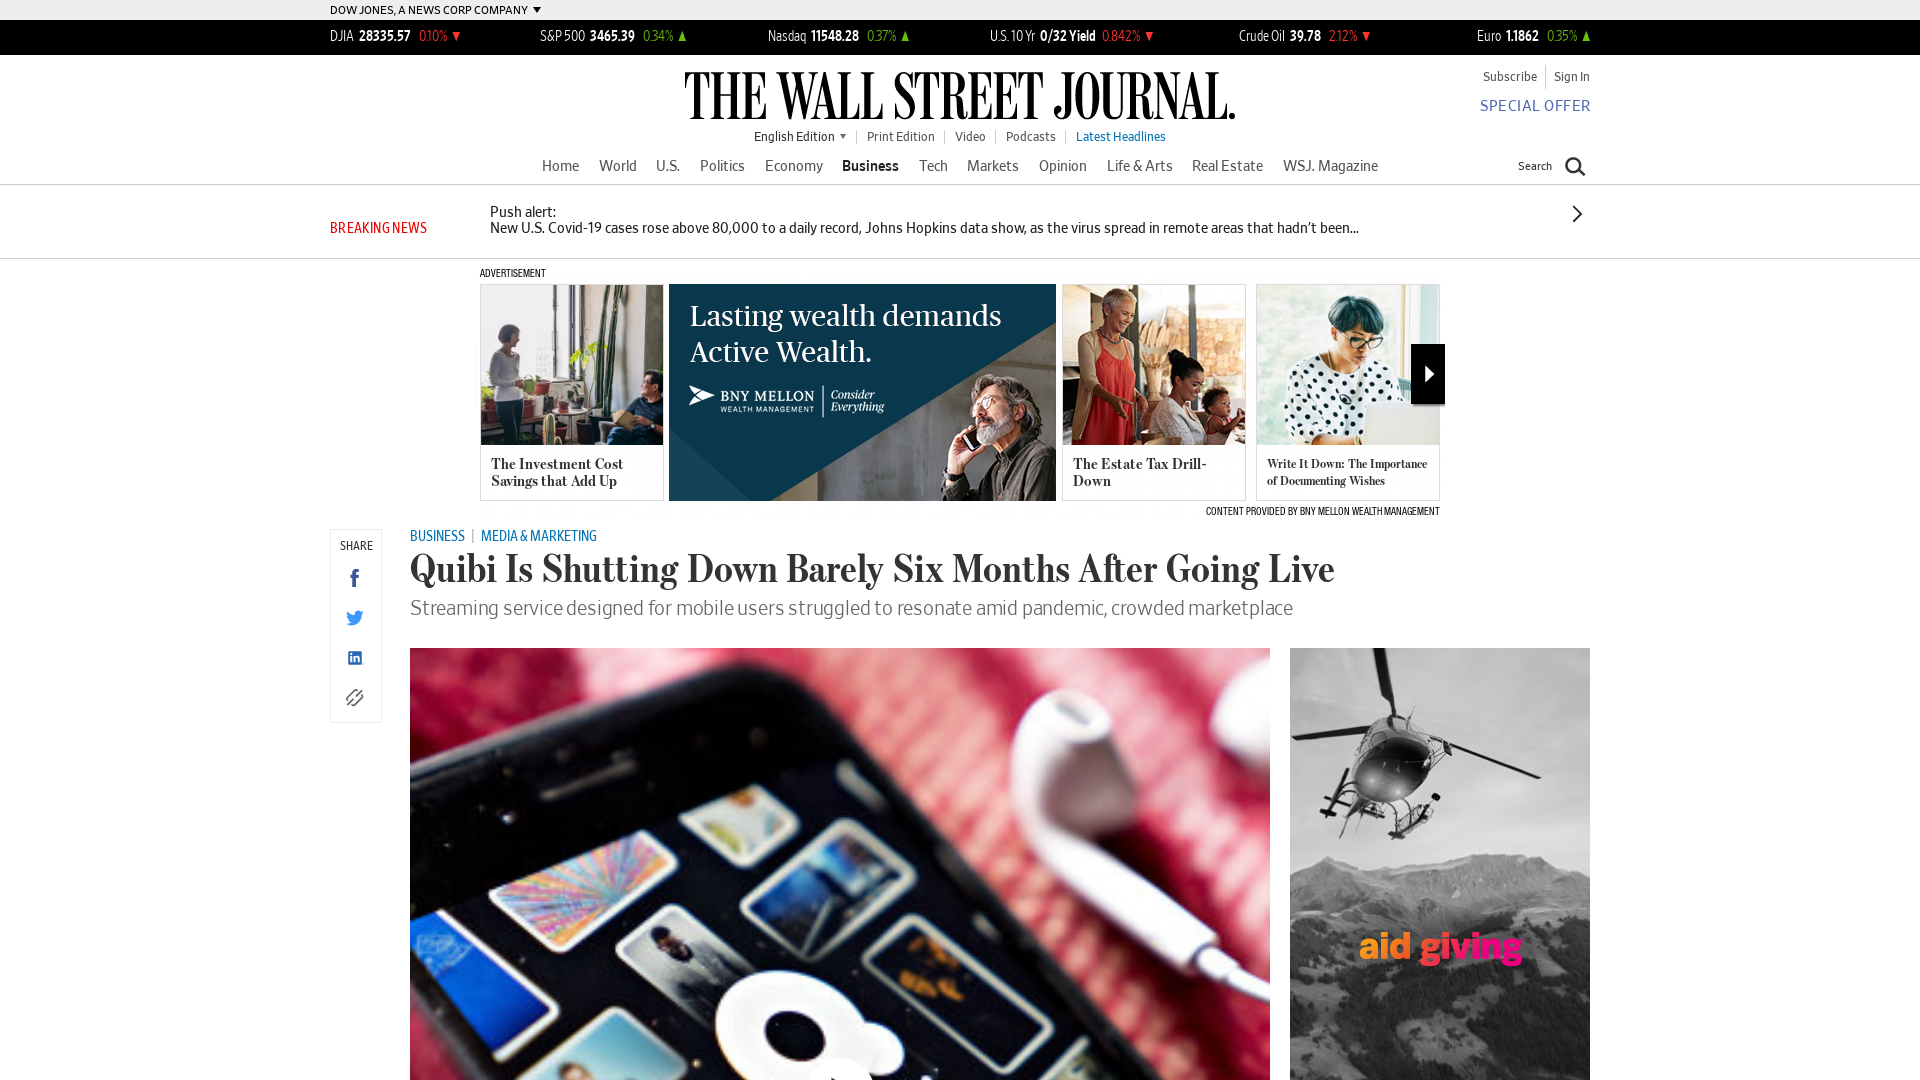 DOW JONES, A NEWS CORP COMPANY
DJIA 28335.57 0.10% S&P 500 3465.39 0.34% Nasdaq 11548.28 0.37% U.S. 10 Yr 0/32 Yield 0.842% Crude Oil 39.78 2.12% Euro 1.1862 0.35%
THE WALL STREET JOURNAL.
Subscribe Sign In
SPECIAL OFFER
English Edition Print Edition Video Podcasts Latest Headlines
Home World U.S. Politics Economy Business Tech Markets Opinion Life & Arts Real Estate WSJ. Magazine Search
BREAKING NEWS
Push alert:
New U.S. Covid-19 cases rose above 80,000 to a daily record, Johns Hopkins data show, as the virus spread in remote areas that hadn’t been...
ADVERTISEMENT
The Investment Cost
Savings that Add Up
Lasting wealth demands
Active Wealth.
BNY MELLON
WEALTH MANAGEMENT
Consider
Everything
The Estate Tax Drill-
Down
Write It Down: The Importance
of Documenting Wishes
CONTENT PROVIDED BY BNY MELLON WEALTH MANAGEMENT
SHARE
BUSINESS | MEDIA & MARKETING
Quibi Is Shutting Down Barely Six Months After Going Live
Streaming service designed for mobile users struggled to resonate amid pandemic, crowded marketplace
aid giving